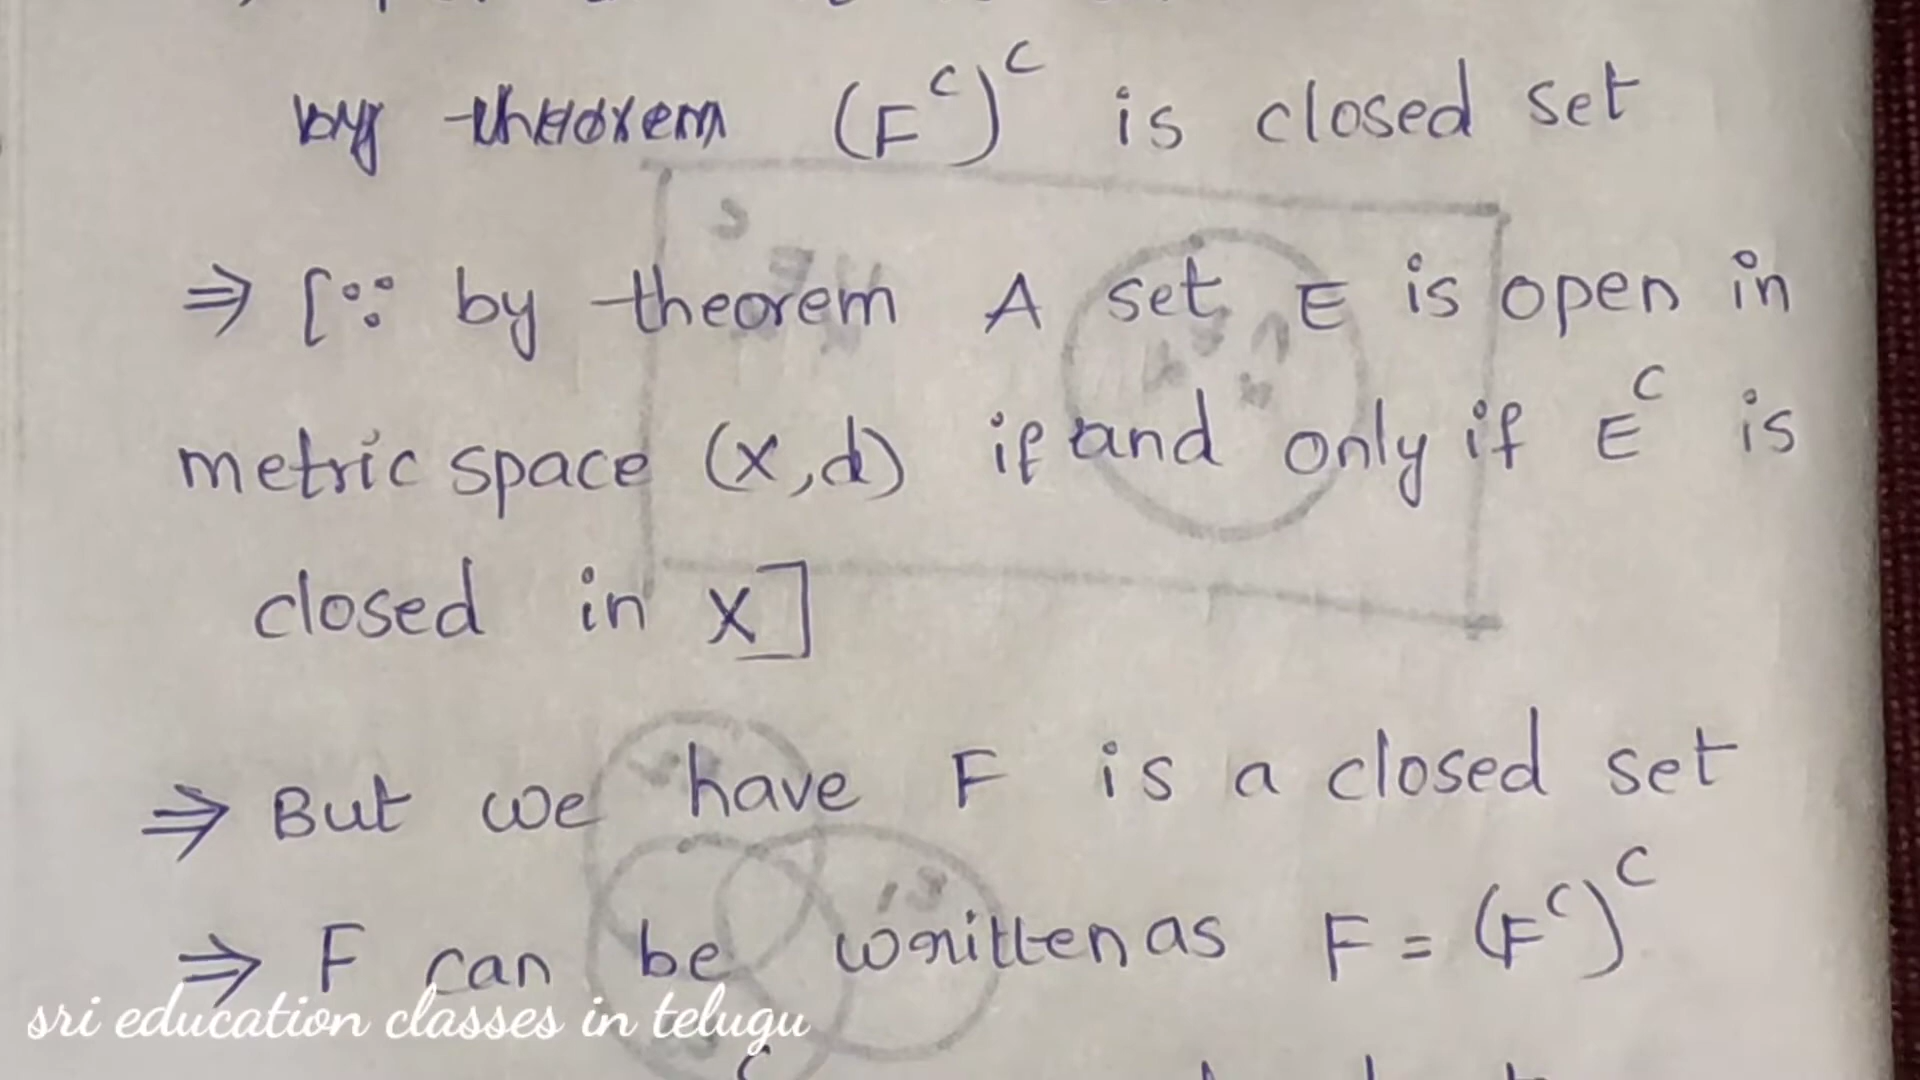 by theorem (F^c)^c is closed set
⇒ [∵ by theorem A set E is open in
metric space (X,d) if and only if E^c is
closed in X]
⇒ But we have F is a closed set
⇒ F can be written as F = (F^c)^c
sri education classes in telugu